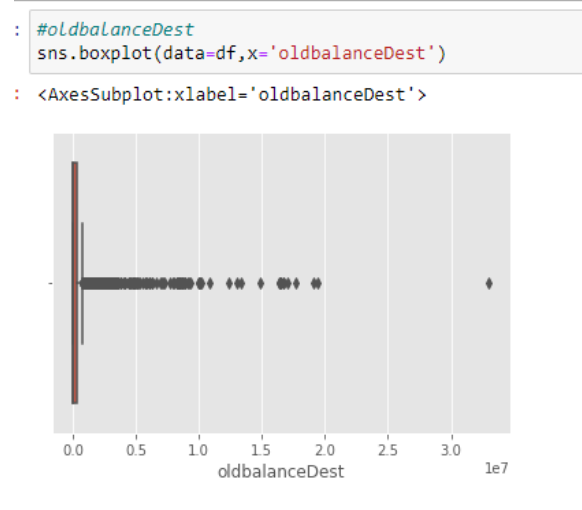 : #oldbalanceDest
sns.boxplot(data=df,x='oldbalanceDest')
: <AxesSubplot:xlabel='oldbalanceDest'>
0.0 0.5 1.0 1.5 2.0 2.5 3.0
oldbalanceDest 1e7